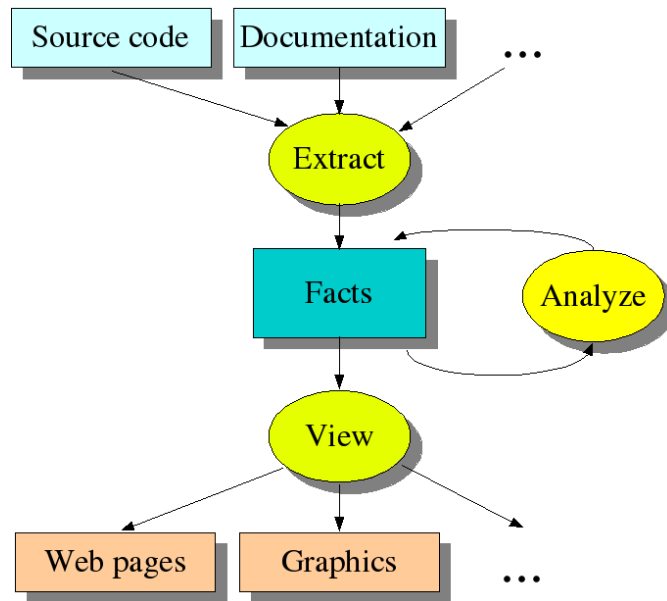 Source code
Documentation
...
Extract
Facts
Analyze
View
Web pages
Graphics
...